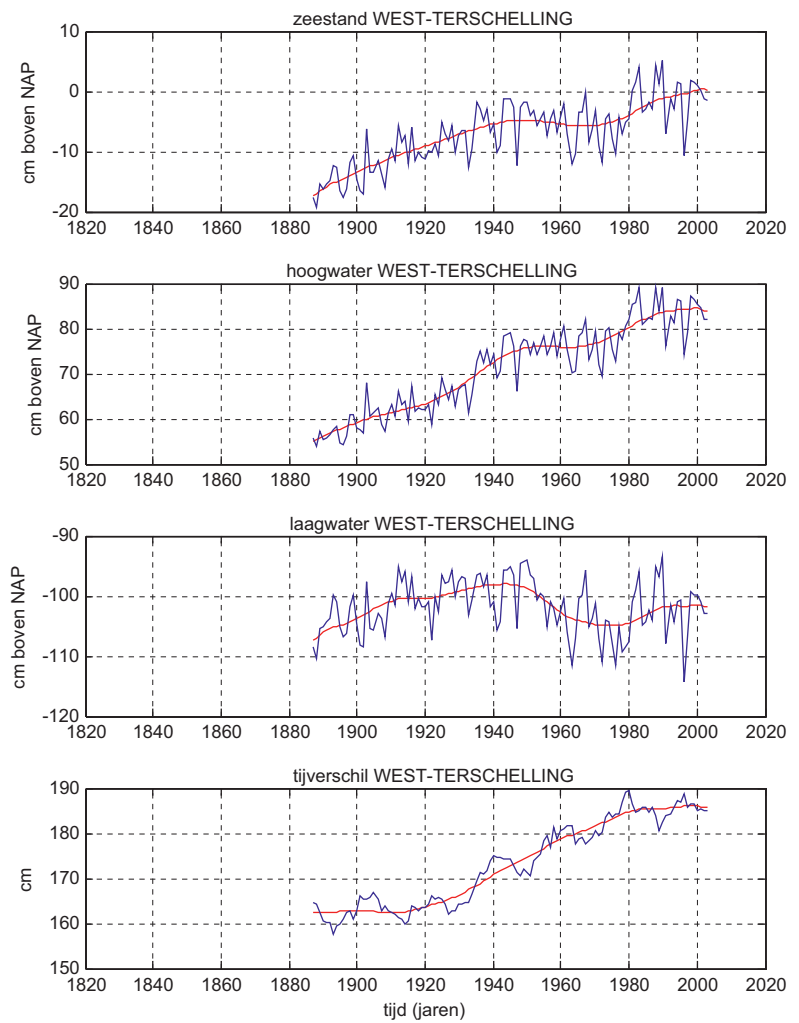 zeestand WEST-TERSCHELLING
cm boven NAP
10
0
-10
-20
1820 1840 1860 1880 1900 1920 1940 1960 1980 2000 2020
hoogwater WEST-TERSCHELLING
cm boven NAP
90
80
70
60
50
1820 1840 1860 1880 1900 1920 1940 1960 1980 2000 2020
laagwater WEST-TERSCHELLING
cm boven NAP
-90
-100
-110
-120
1820 1840 1860 1880 1900 1920 1940 1960 1980 2000 2020
tijverschil WEST-TERSCHELLING
cm
190
180
170
160
150
1820 1840 1860 1880 1900 1920 1940 1960 1980 2000 2020
tijd (jaren)